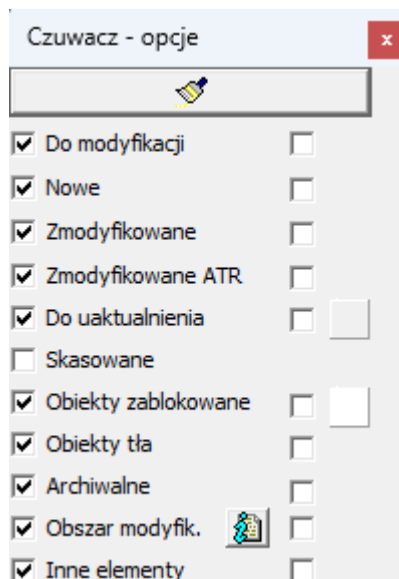 Czuwacz - opcje
x
Do modyfikacji
Nowe
Zmodyfikowane
Zmodyfikowane ATR
Do uaktualnienia
Skasowane
Obiekty zablokowane
Obiekty tła
Archiwalne
Obszar modyfik.
Inne elementy